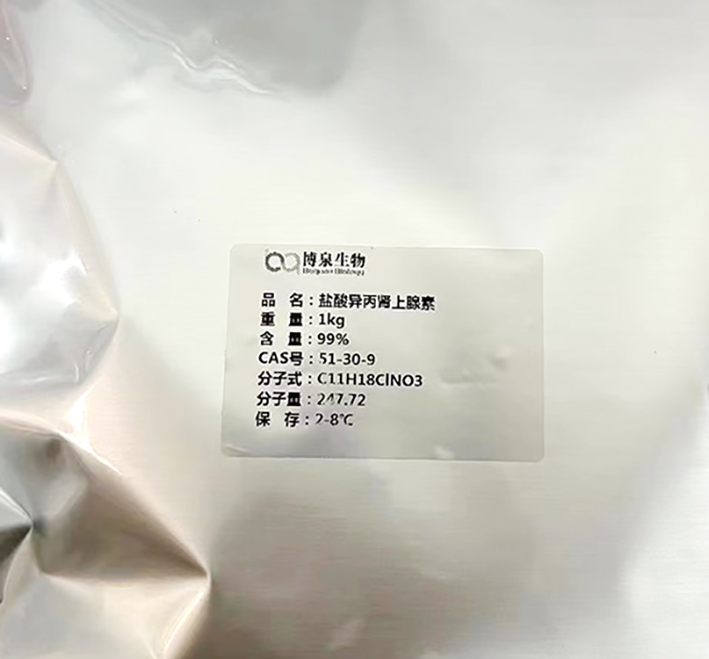 博泉生物
Boquan Biology
品 名：盐酸异丙肾上腺素
重 量：1kg
含 量：99%
CAS号：51-30-9
分子式：C11H18ClNO3
分子量：247.72
保 存：2-8℃